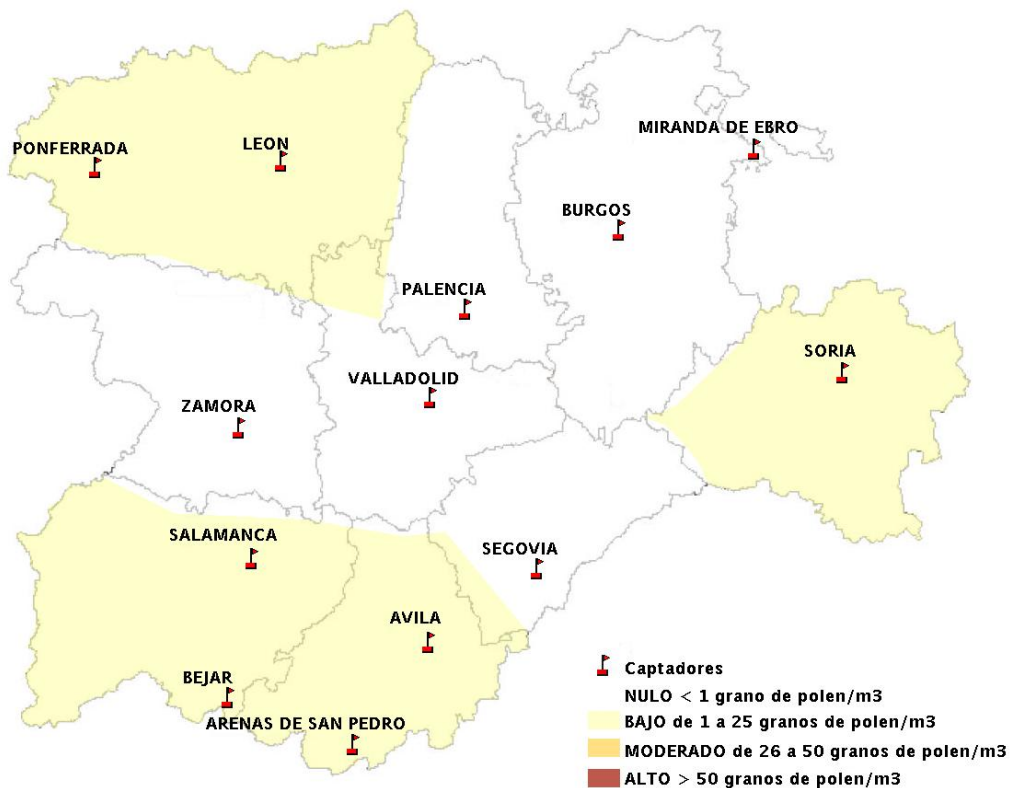 MIRANDA DE EBRO
PONFERRADA
LEON
BURGOS
PALENCIA
SORIA
VALLADOLID
ZAMORA
SALAMANCA
SEGOVIA
AVILA
BEJAR
ARENAS DE SAN PEDRO
Captadores
NULO < 1 grano de polen/m3
BAJO de 1 a 25 granos de polen/m3
MODERADO de 26 a 50 granos de polen/m3
ALTO > 50 granos de polen/m3